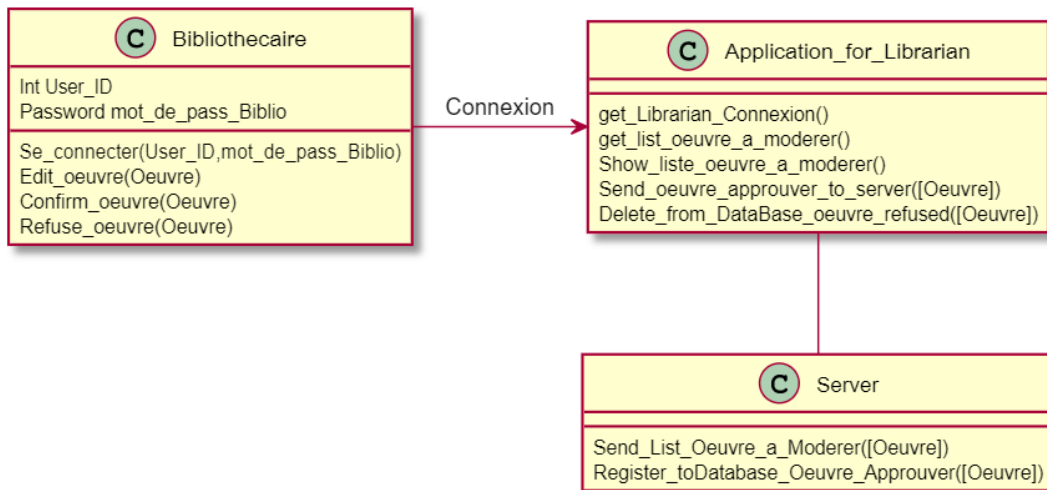 C Bibliothecaire
Int User_ID
Password mot_de_pass_Biblio
Se_connecter(User_ID,mot_de_pass_Biblio)
Edit_oeuvre(Oeuvre)
Confirm_oeuvre(Oeuvre)
Refuse_oeuvre(Oeuvre)
Connexion
C Application_for_Librarian
get_Librarian_Connexion()
get_list_oeuvre_a_moderer()
Show_liste_oeuvre_a_moderer()
Send_oeuvre_approuver_to_server([Oeuvre])
Delete_from_DataBase_oeuvre_refused([Oeuvre])
C Server
Send_List_Oeuvre_a_Moderer([Oeuvre])
Register_toDatabase_Oeuvre_Approuver([Oeuvre])